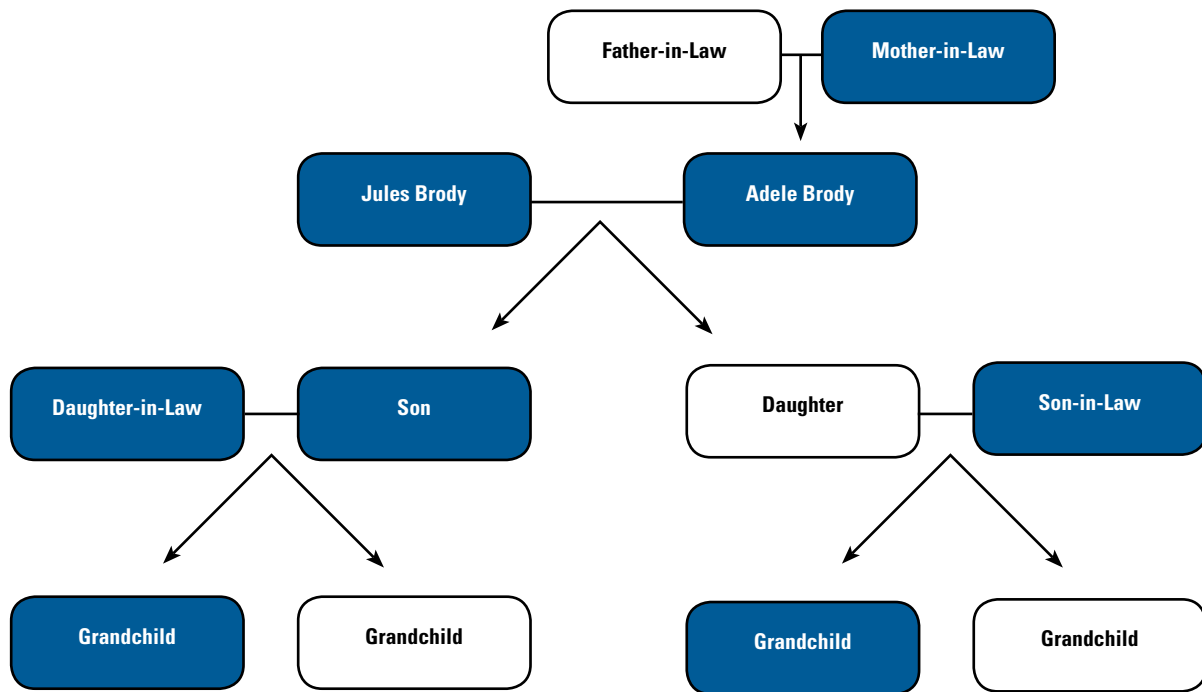 Father-in-Law
Mother-in-Law
Jules Brody
Adele Brody
Daughter-in-Law
Son
Daughter
Son-in-Law
Grandchild
Grandchild
Grandchild
Grandchild